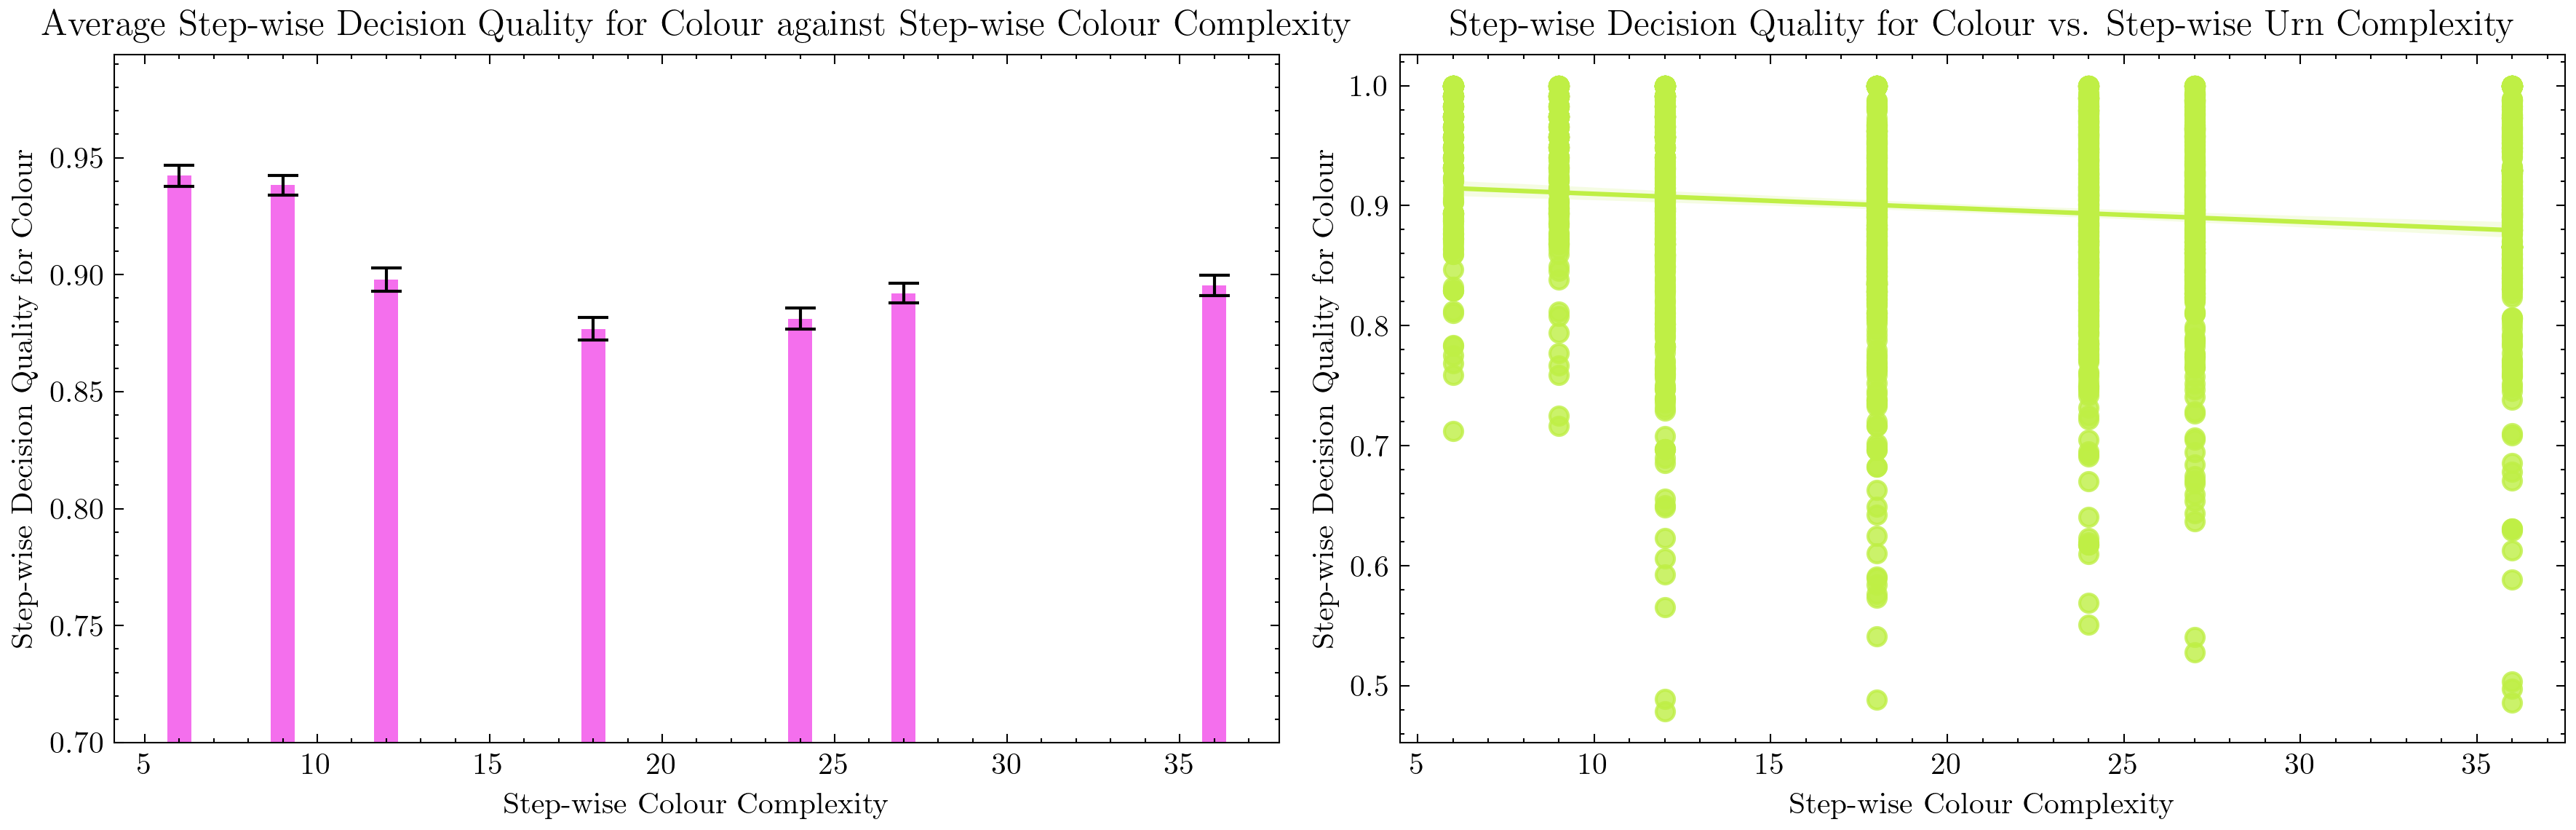 Average Step-wise Decision Quality for Colour against Step-wise Colour Complexity
Step-wise Decision Quality for Colour
0.95
0.90
0.85
0.80
0.75
0.70
5 10 15 20 25 30 35
Step-wise Colour Complexity
Step-wise Decision Quality for Colour vs. Step-wise Urn Complexity
Step-wise Decision Quality for Colour
1.0
0.9
0.8
0.7
0.6
0.5
5 10 15 20 25 30 35
Step-wise Colour Complexity